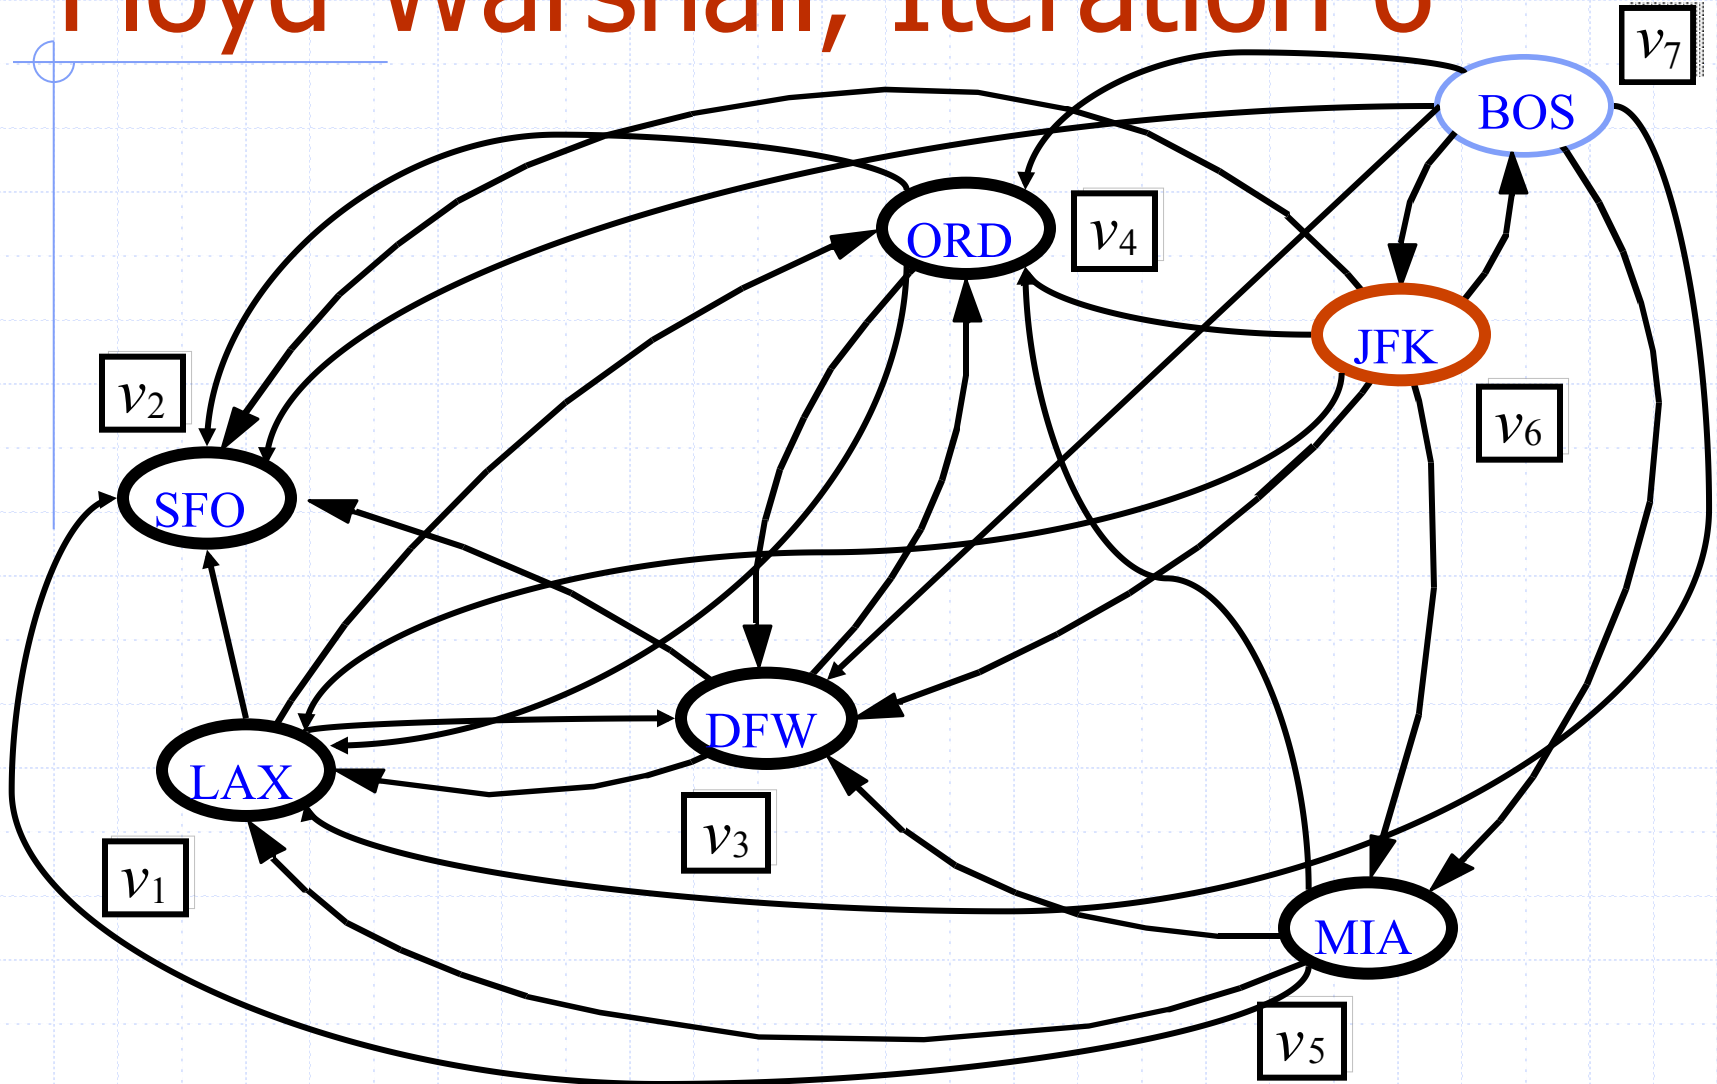 Floyd Warshall, Iteration 6
v7
BOS
ORD
v4
JFK
v2
v6
SFO
DFW
LAX
v3
v1
MIA
v5